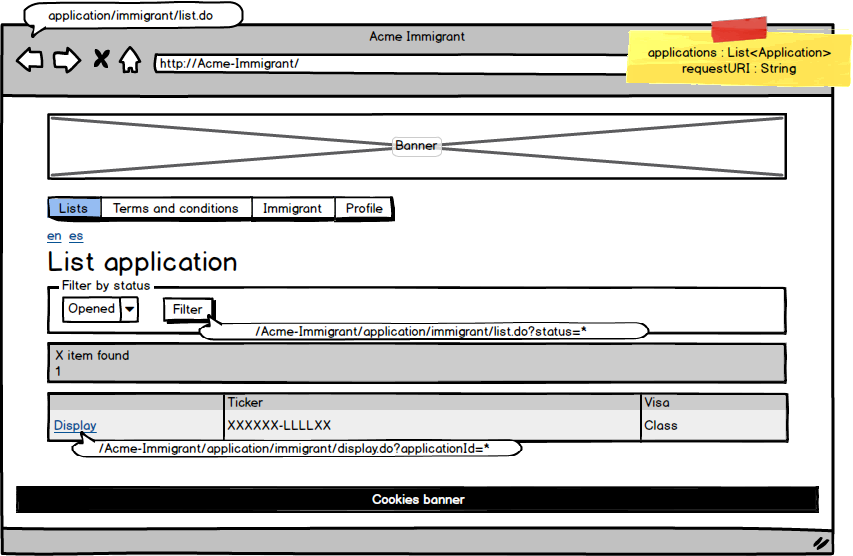 application/immigrant/list.do
Acme Immigrant
applications : List<Application>
requestURI : String
http://Acme-Immigrant/
Banner
Lists Terms and conditions Immigrant Profile
en es
List application
Filter by status
Opened Filter
/Acme-Immigrant/application/immigrant/list.do?status=*
X item found
1
Ticker Visa
Display XXXXXX-LLLLXX Class
/Acme-Immigrant/application/immigrant/display.do?applicationId=*
Cookies banner